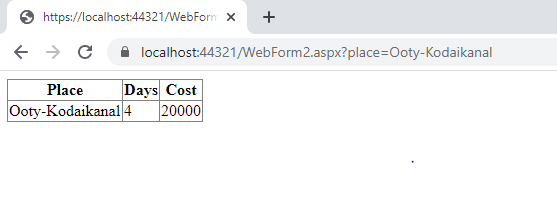 https://localhost:44321/WebForm
localhost:44321/WebForm2.aspx?place=Ooty-Kodaikanal
Place Days Cost
Ooty-Kodaikanal 4 20000